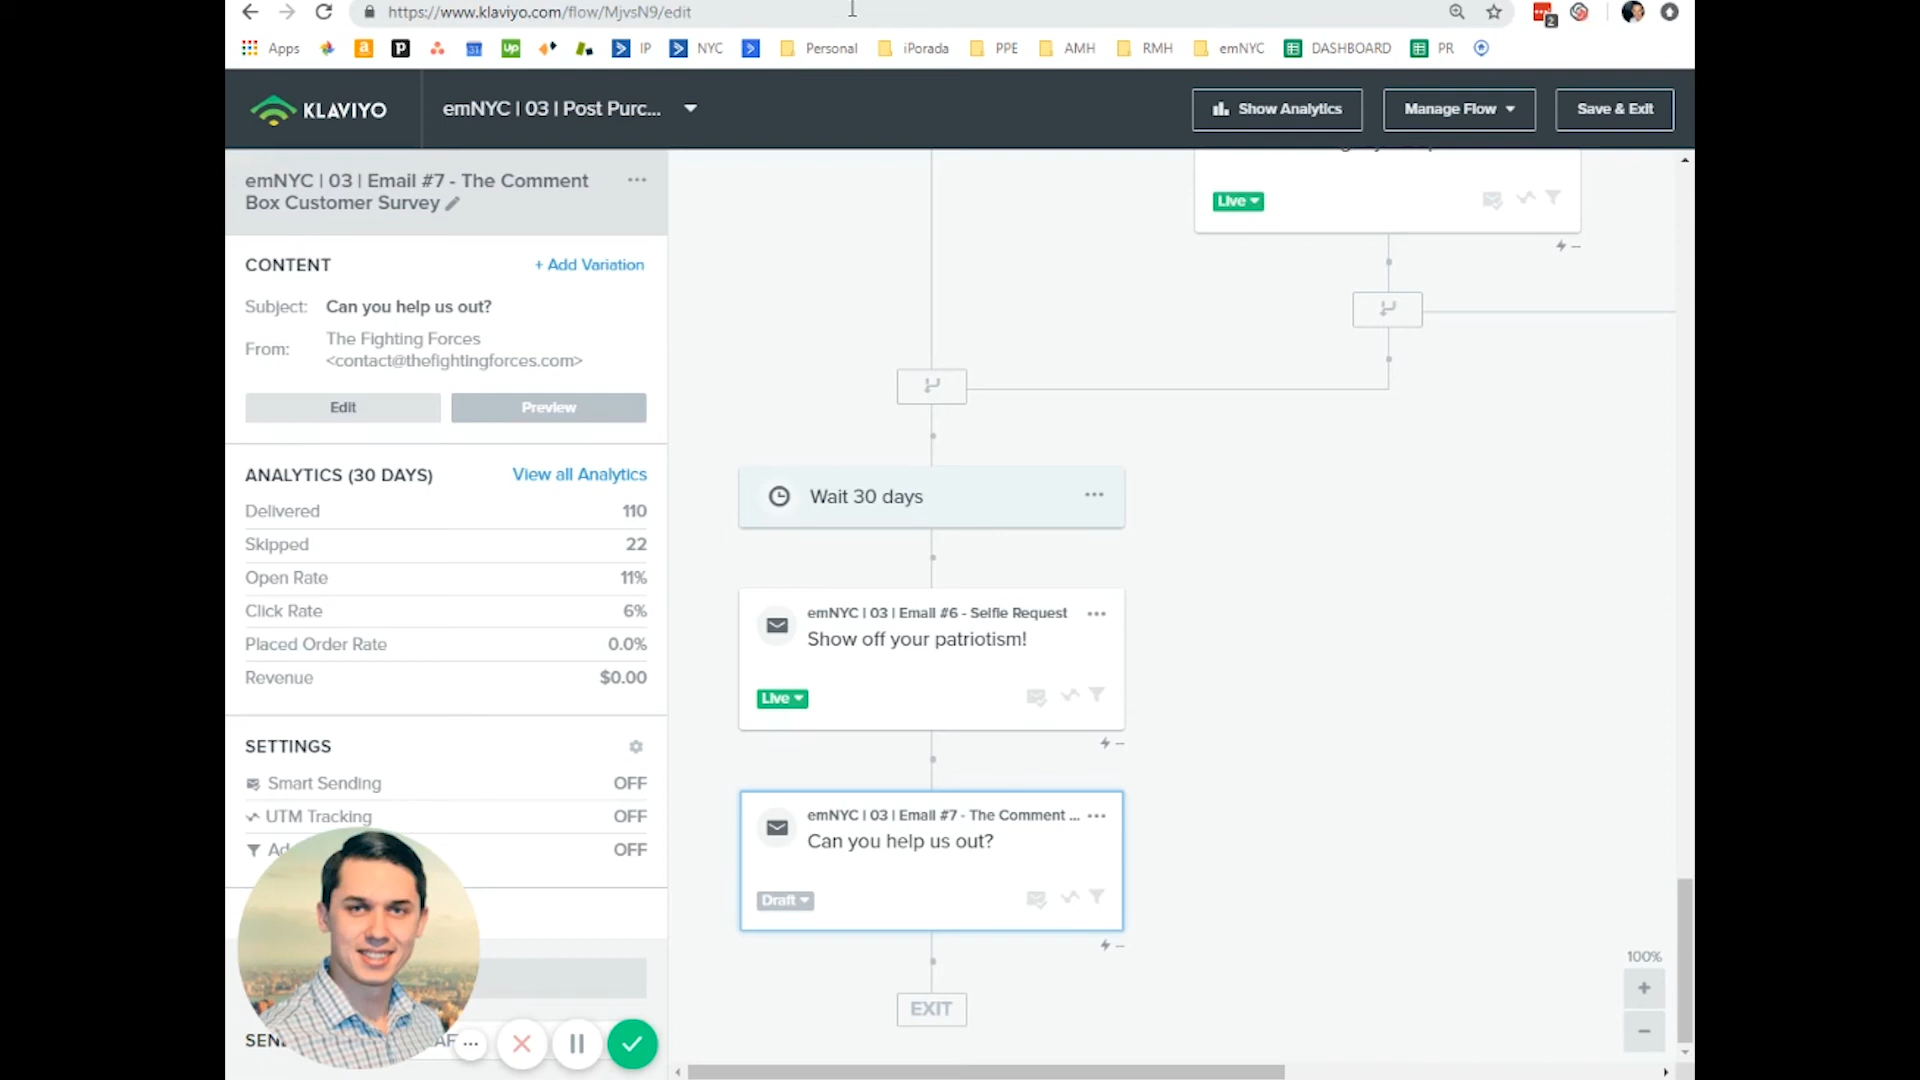 https://www.klaviyo.com/flow/MjvsN9/edit
2
Apps
a
p
31
up
IP
NYC
Personal
iPorada
PPE
AMH
RMH
emNYC
DASHBOARD
PR
KLAVIYO
emNYC | 03 | Post Purc...
Show Analytics
Manage Flow
Save & Exit
emNYC | 03 | Email #7 - The Comment
Box Customer Survey
CONTENT
+ Add Variation
Subject: Can you help us out?
From: The Fighting Forces
<contact@thefightingforces.com>
Edit
Preview
ANALYTICS (30 DAYS)
View all Analytics
Delivered 110
Skipped 22
Open Rate 11%
Click Rate 6%
Placed Order Rate 0.0%
Revenue $0.00
SETTINGS
Smart Sending OFF
UTM Tracking OFF
Ad OFF
SEN
AF
Live
Wait 30 days
emNYC | 03 | Email #6 - Selfie Request
Show off your patriotism!
Live
emNYC | 03 | Email #7 - The Comment ...
Can you help us out?
Draft
EXIT
100%